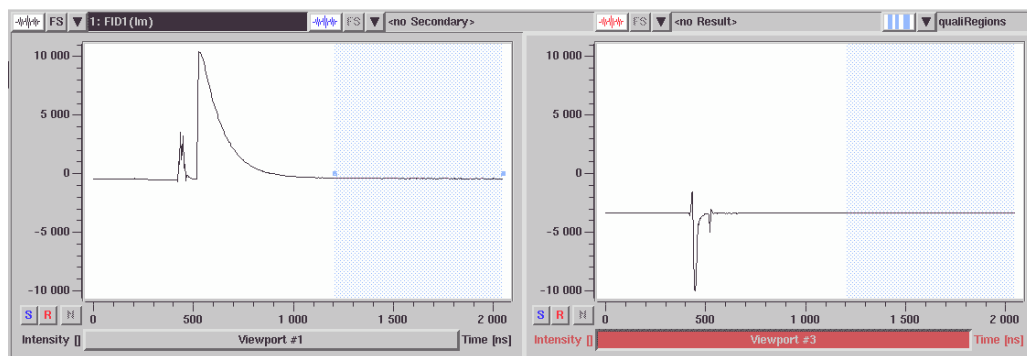 FS 1: FID1(Im) FS <no Secondary> FS <no Result> qualiRegions
10 000
5 000
0
-5 000
-10 000
0 500 1 000 1 500 2 000
S R N
Intensity [] Viewport #1 Time [ns]
10 000
5 000
0
-5 000
-10 000
0 500 1 000 1 500 2 000
S R N
Intensity [] Viewport #3 Time [ns]